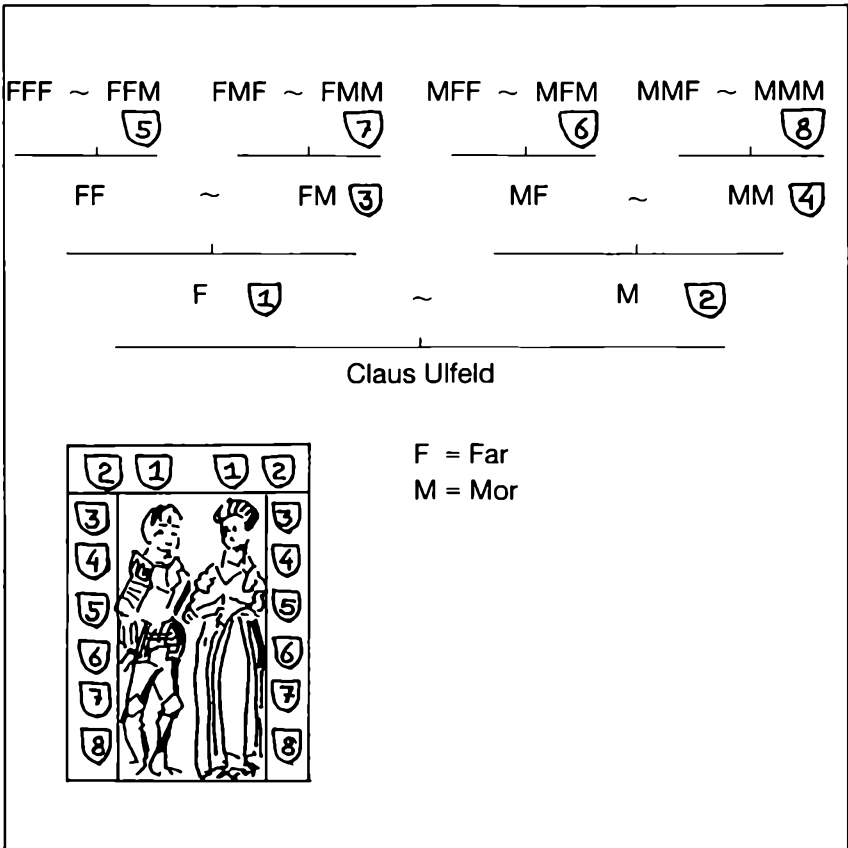 FFF ~ FFM FMF ~ FMM MFF ~ MFM MMF ~ MMM
5 7 6 8
FF ~ FM 3 MF ~ MM 4
F 1 ~ M 2
Claus Ulfeld
F = Far
M = Mor
2 1 1 2
3 3
4 4
5 5
6 6
7 7
8 8